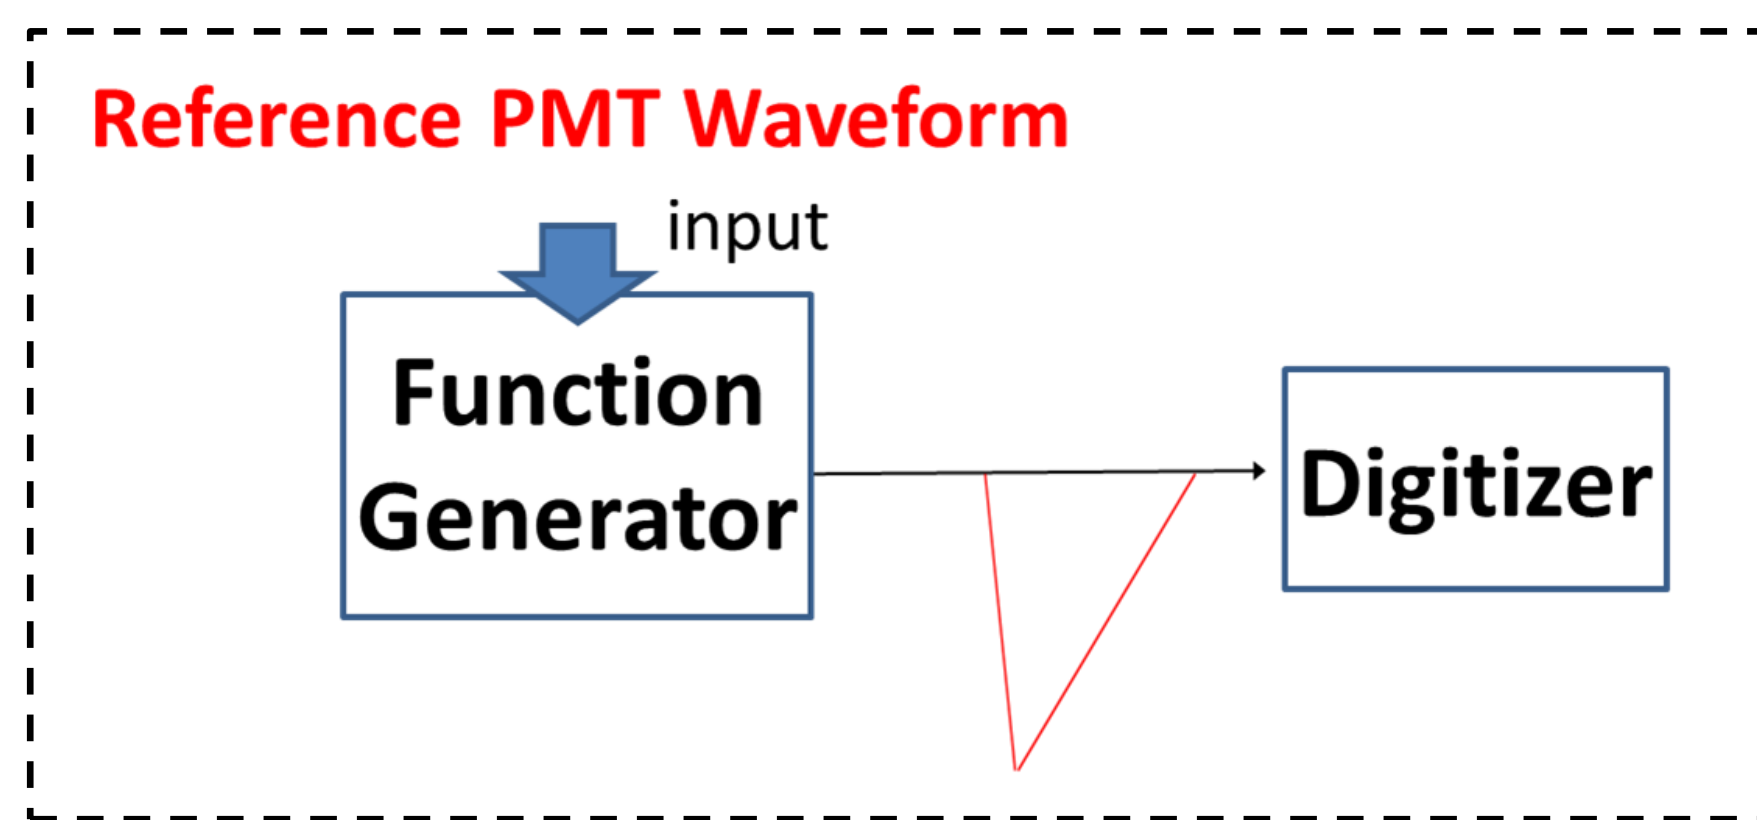 Reference PMT Waveform
input
Function
Generator
Digitizer